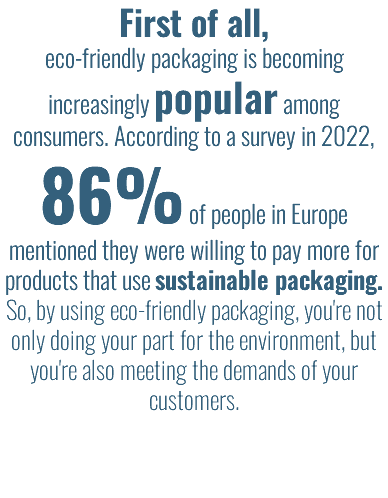 First of all,
eco-friendly packaging is becoming
increasingly popular among
consumers. According to a survey in 2022,
86% of people in Europe
mentioned they were willing to pay more for
products that use sustainable packaging.
So, by using eco-friendly packaging, you're not
only doing your part for the environment, but
you're also meeting the demands of your
customers.